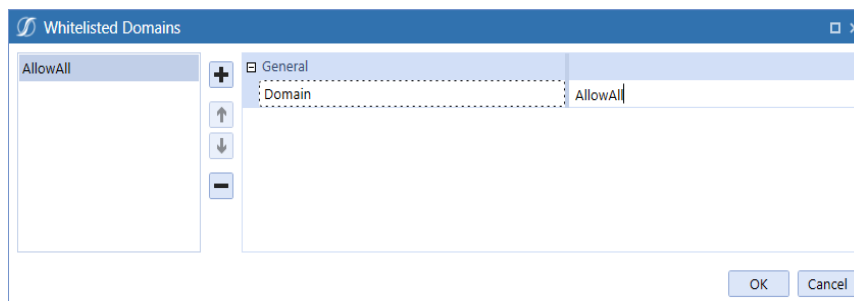 Whitelisted Domains
AllowAll
General
Domain AllowAll
OK Cancel